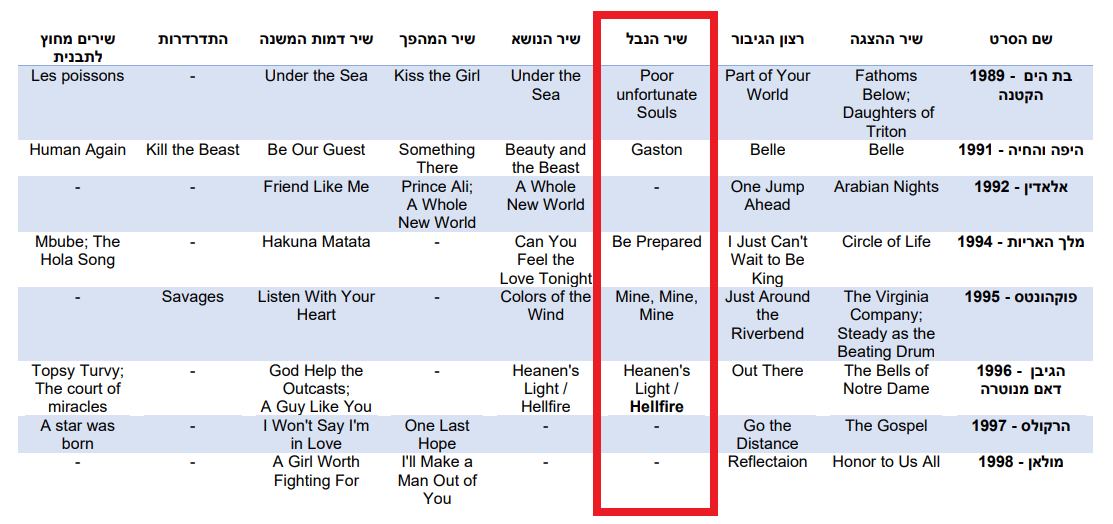 שם הסרט
שיר ההצגה
רצון הגיבור
שיר הנבל
שיר הנושא
שיר המהפך
שיר דמות המשנה
התדרדרות
שירים מחוץ
לתבנית
בת הים - 1989
הקטנה
Fathoms
Below;
Daughters of
Triton
Part of Your
World
Poor
unfortunate
Souls
Under the
Sea
Kiss the Girl
Under the Sea
-
Les poissons
היפה והחיה - 1991
Belle
Belle
Gaston
Beauty and
the Beast
Something
There
Be Our Guest
Kill the Beast
Human Again
אלאדין - 1992
Arabian Nights
One Jump
Ahead
-
A Whole
New World
Prince Ali;
A Whole
New World
Friend Like Me
-
-
מלך האריות - 1994
Circle of Life
I Just Can't
Wait to Be
King
Be Prepared
Can You
Feel the
Love Tonight
-
Hakuna Matata
-
Mbube; The
Hola Song
פוקהונטס - 1995
The Virginia
Company;
Steady as the
Beating Drum
Just Around
the
Riverbend
Mine, Mine,
Mine
Colors of the
Wind
-
Listen With Your
Heart
Savages
-
הגיבן - 1996
דאם מנוטרה
The Bells of
Notre Dame
Out There
Heanen's
Light /
Hellfire
Heanen's
Light /
Hellfire
-
God Help the
Outcasts;
A Guy Like You
-
Topsy Turvy;
The court of
miracles
הרקולס - 1997
The Gospel
Go the
Distance
-
-
One Last
Hope
I Won't Say I'm
in Love
-
A star was
born
מולאן - 1998
Honor to Us All
Reflectaion
-
-
I'll Make a
Man Out of
You
A Girl Worth
Fighting For
-
-